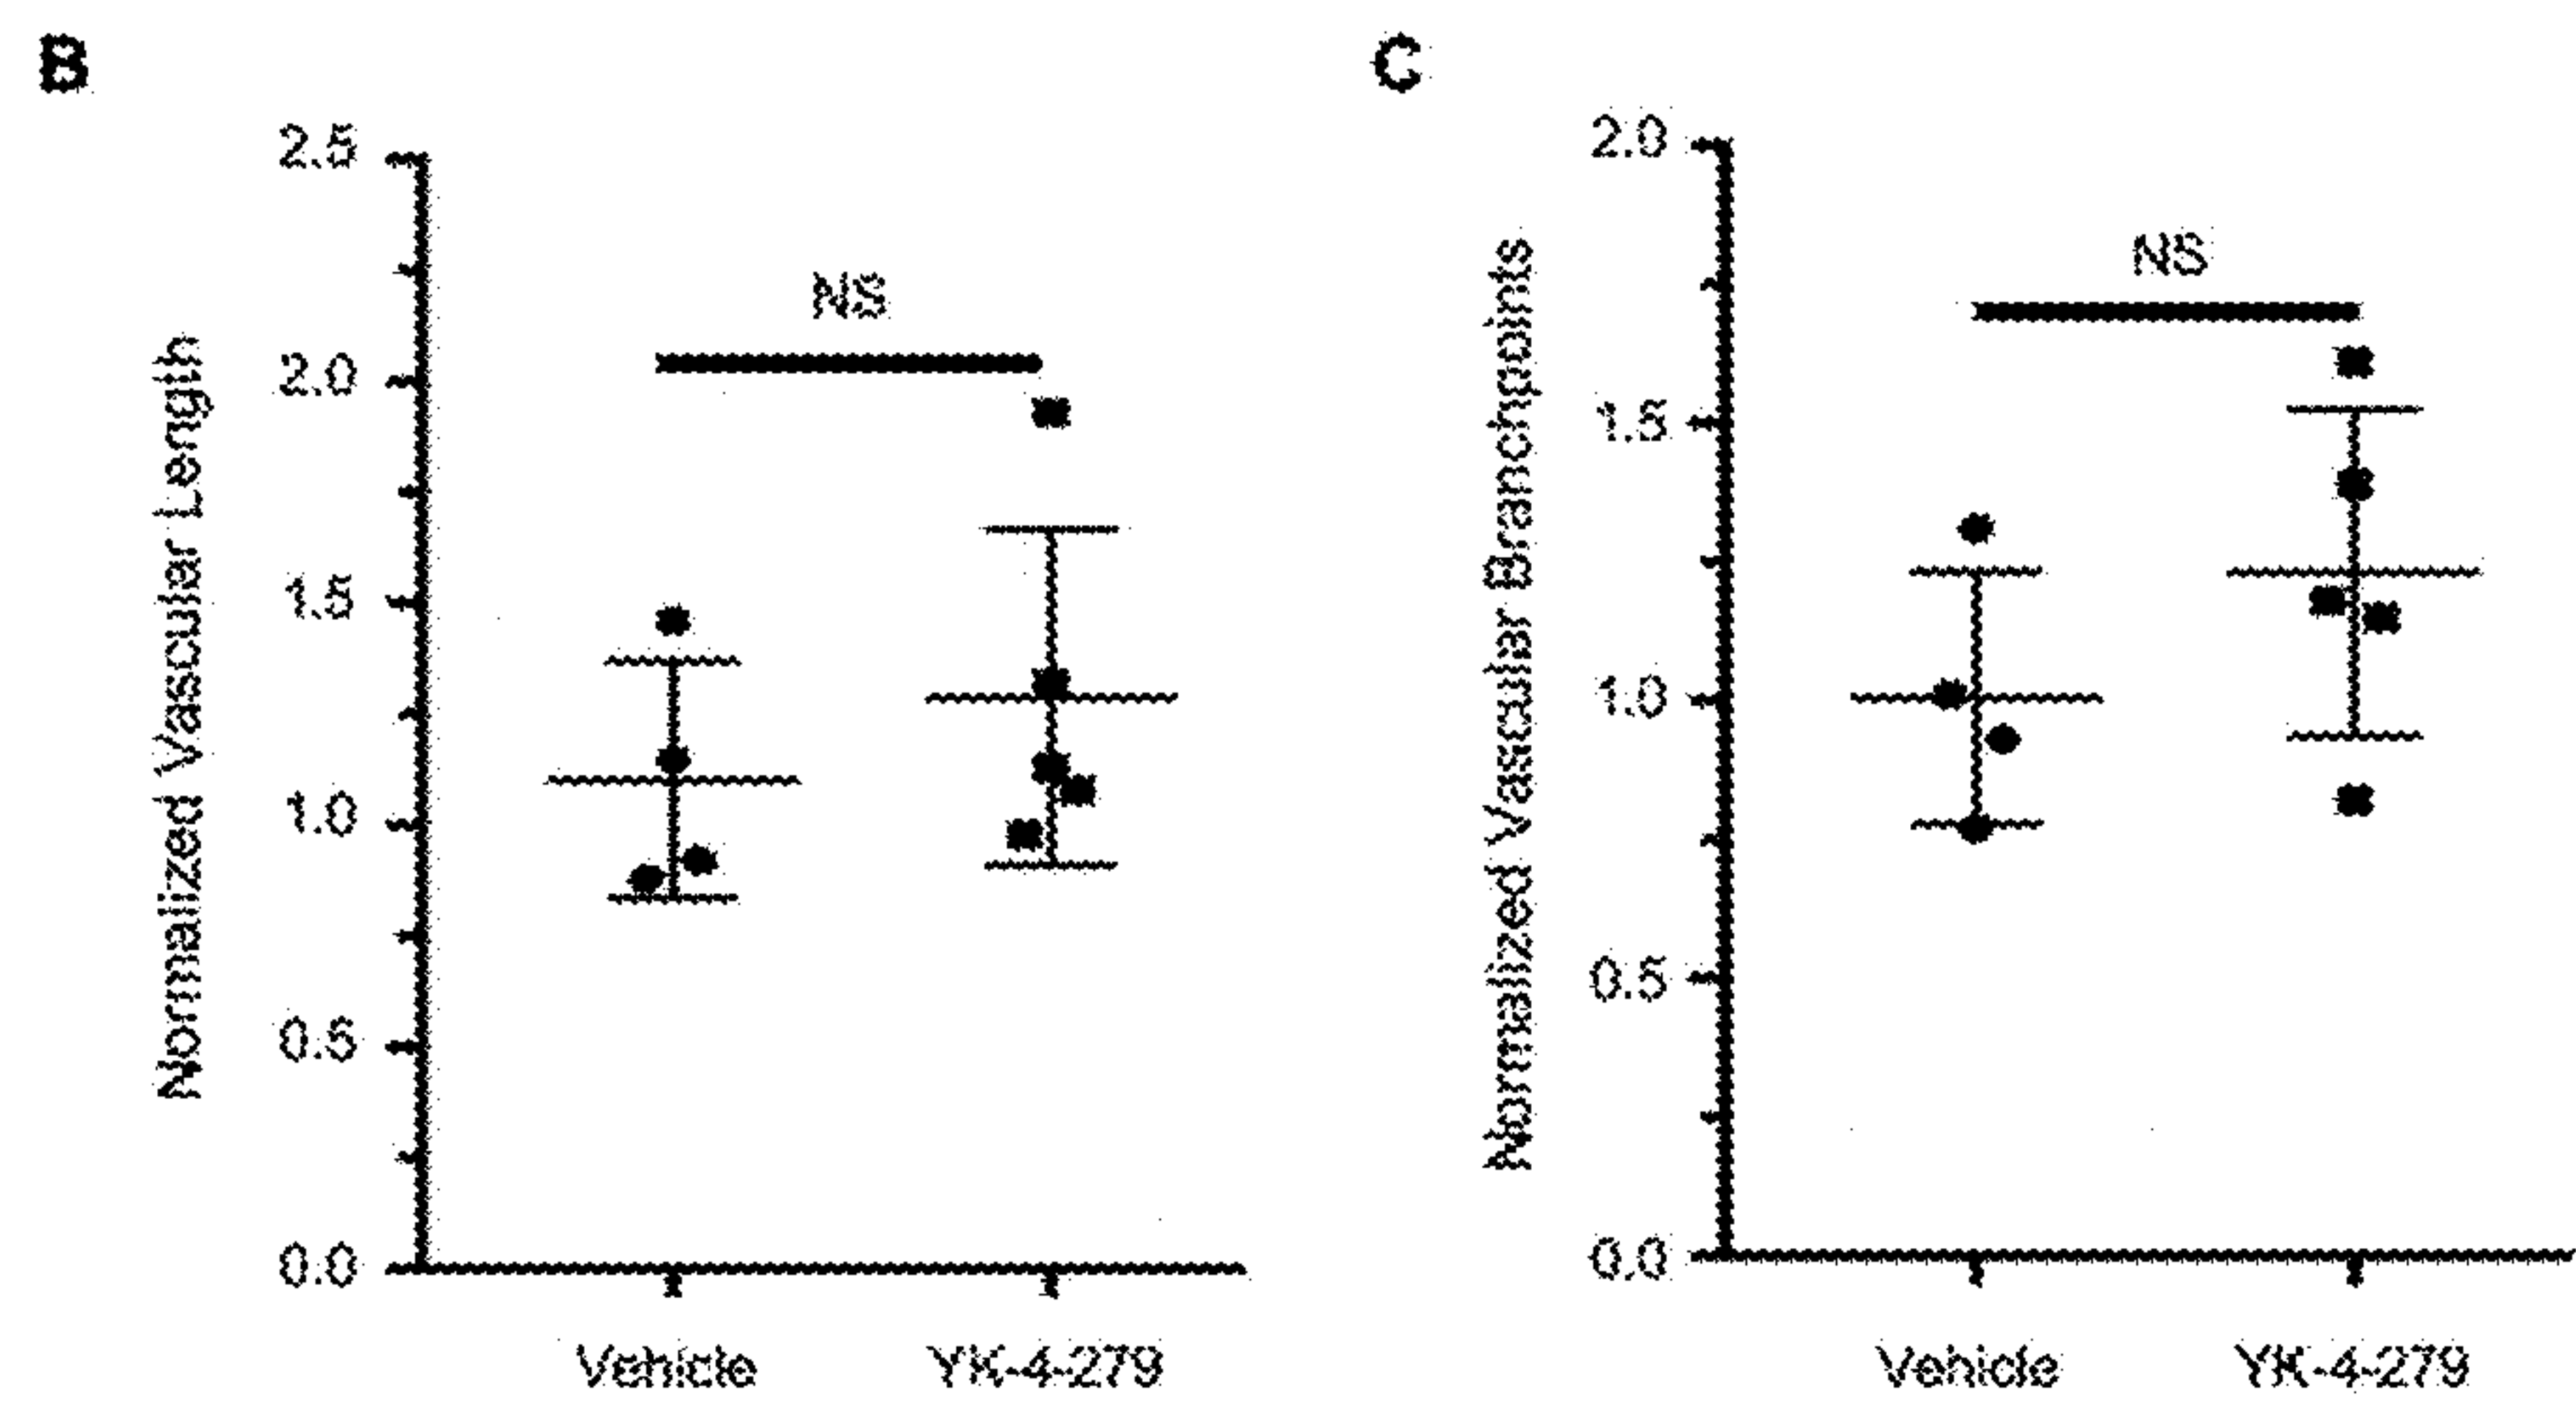 B
Normalized Vascular Length
2.5
2.0
1.5
1.0
0.5
0.0
NS
Vehicle
YK-4-279
C
Normalized Vascular Branchpoints
2.0
1.5
1.0
0.5
0.0
NS
Vehicle
YK-4-279